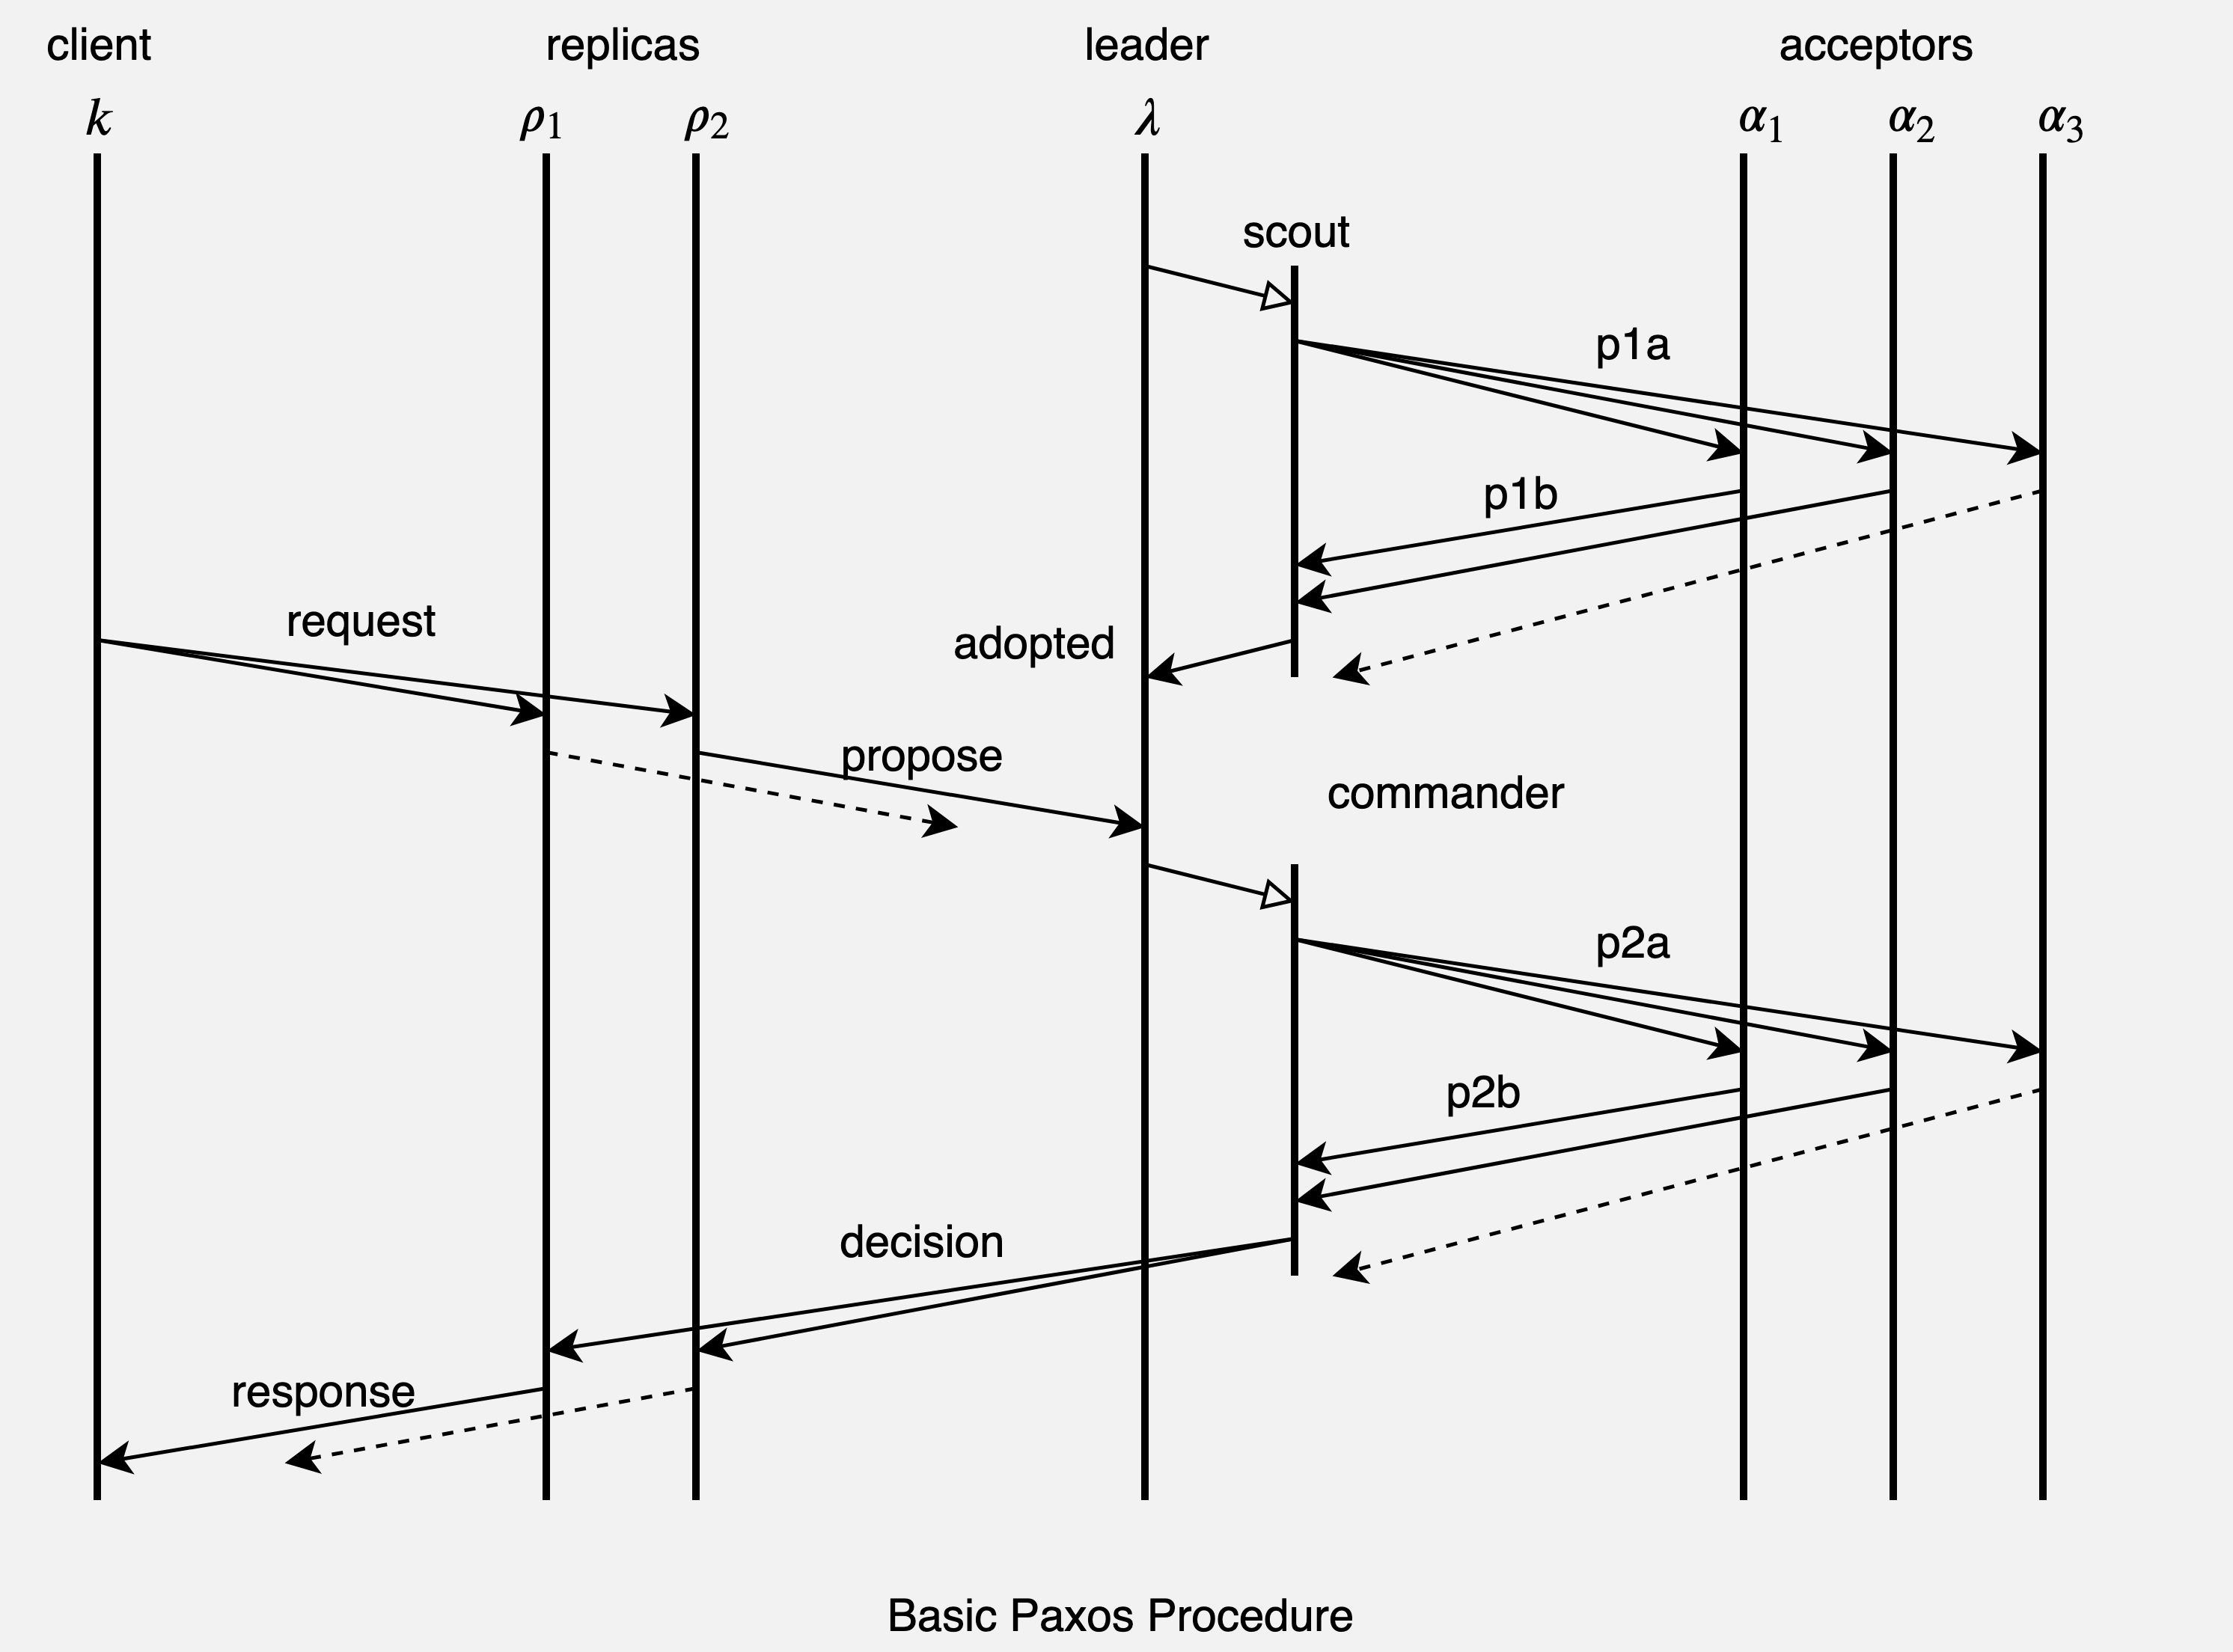 client replicas leader acceptors
k ρ1 ρ2 λ α1 α2 α3
scout
p1a
p1b
request
adopted
propose
commander
p2a
p2b
decision
response
Basic Paxos Procedure